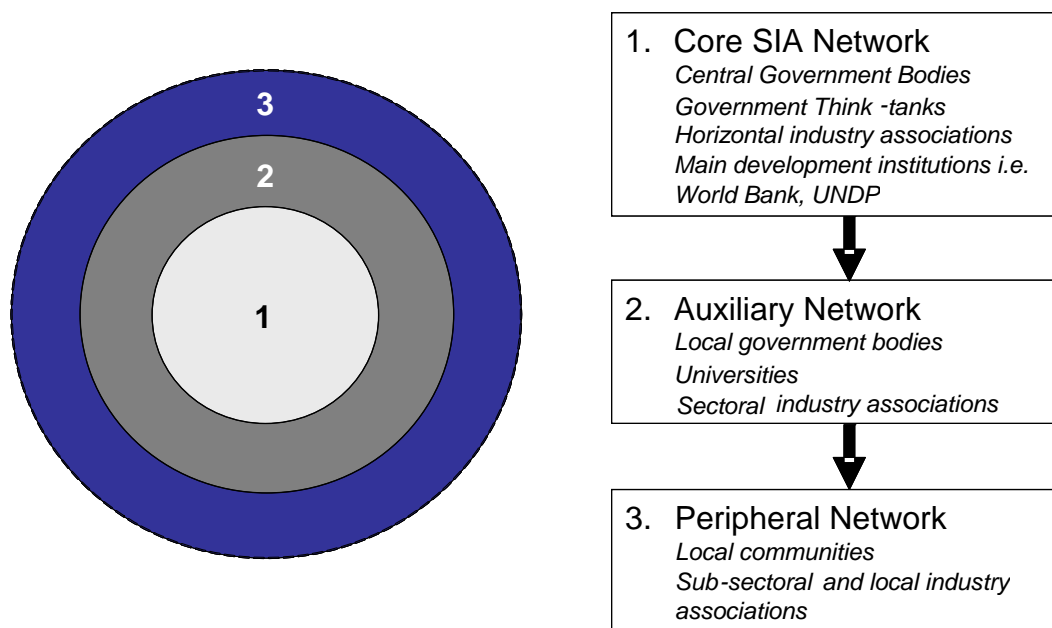 3
2
1
1. Core SIA Network
Central Government Bodies
Government Think -tanks
Horizontal industry associations
Main development institutions i.e.
World Bank, UNDP
2. Auxiliary Network
Local government bodies
Universities
Sectoral industry associations
3. Peripheral Network
Local communities
Sub-sectoral and local industry
associations